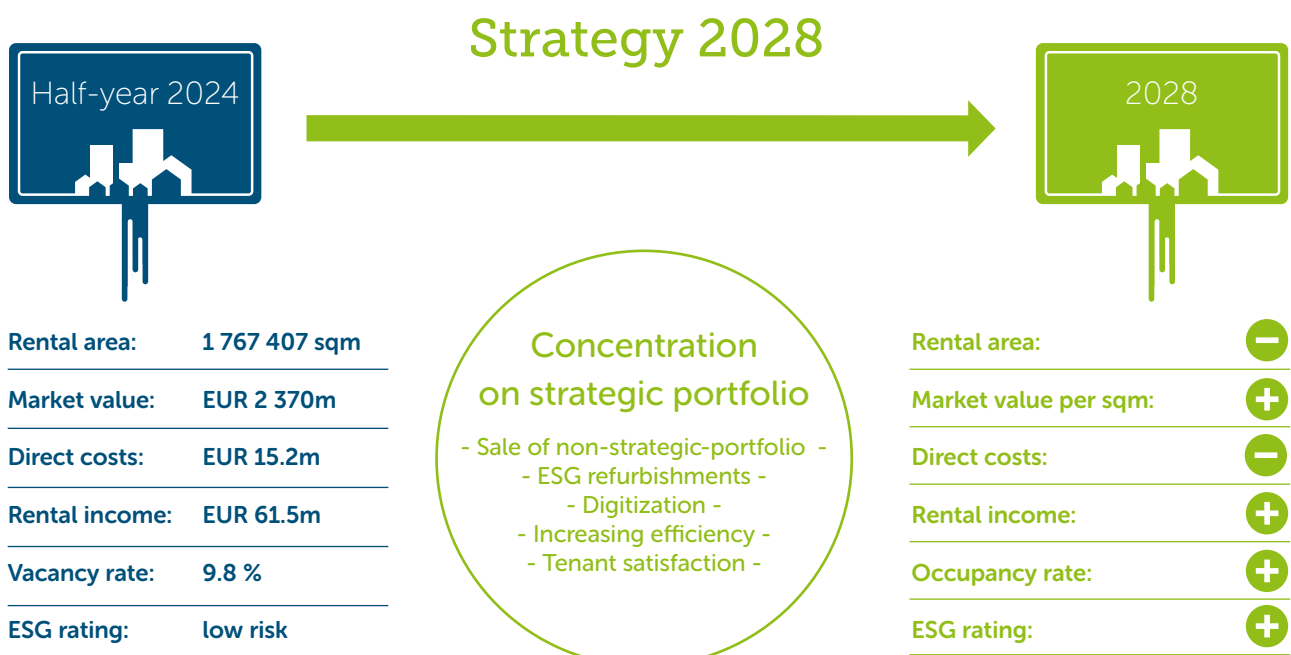 Strategy 2028
Half-year 2024
2028
Rental area: 1 767 407 sqm
Market value: EUR 2 370m
Direct costs: EUR 15.2m
Rental income: EUR 61.5m
Vacancy rate: 9.8 %
ESG rating: low risk
Concentration
on strategic portfolio
- Sale of non-strategic-portfolio -
- ESG refurbishments -
- Digitization -
- Increasing efficiency -
- Tenant satisfaction -
Rental area: −
Market value per sqm: +
Direct costs: −
Rental income: +
Occupancy rate: +
ESG rating: +